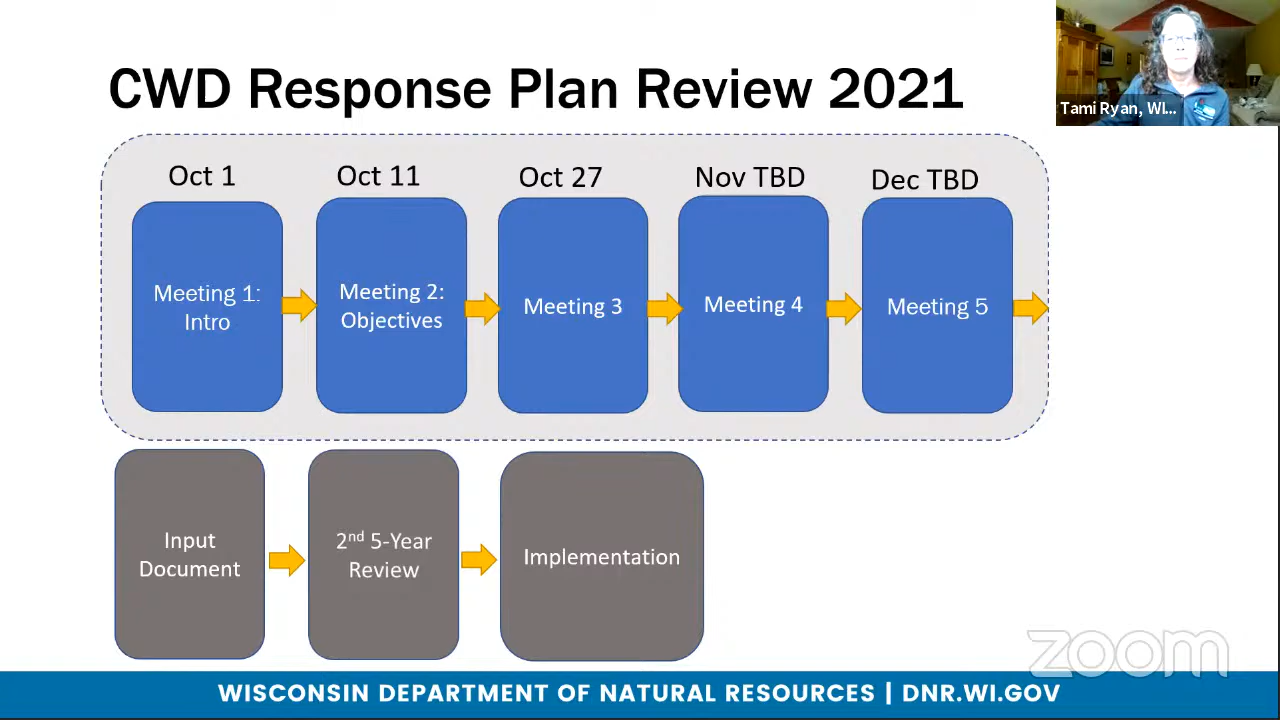 CWD Response Plan Review 2021
Tami Ryan, WI...
Oct 1
Oct 11
Oct 27
Nov TBD
Dec TBD
Meeting 1:
Intro
Meeting 2:
Objectives
Meeting 3
Meeting 4
Meeting 5
Input
Document
2nd 5-Year
Review
Implementation
zoom
WISCONSIN DEPARTMENT OF NATURAL RESOURCES | DNR.WI.GOV